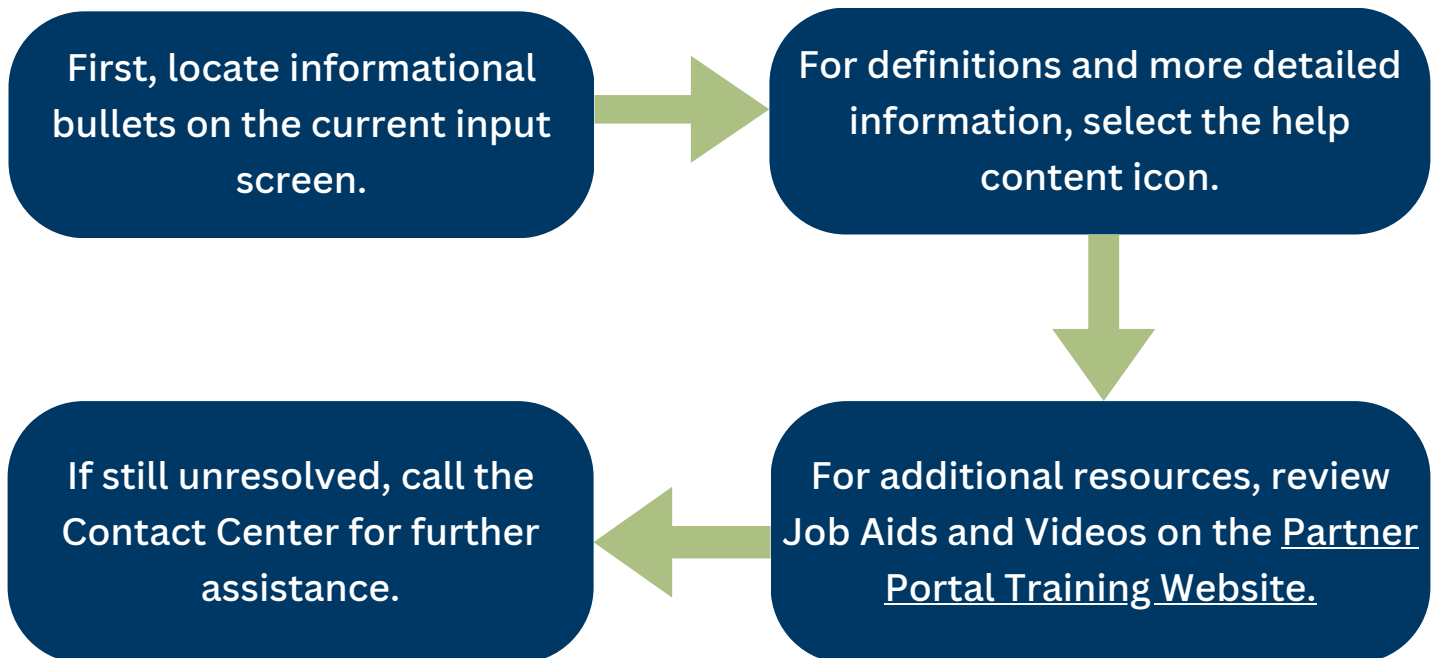 First, locate informational
bullets on the current input
screen.
For definitions and more detailed
information, select the help
content icon.
For additional resources, review
Job Aids and Videos on the Partner
Portal Training Website.
If still unresolved, call the
Contact Center for further
assistance.